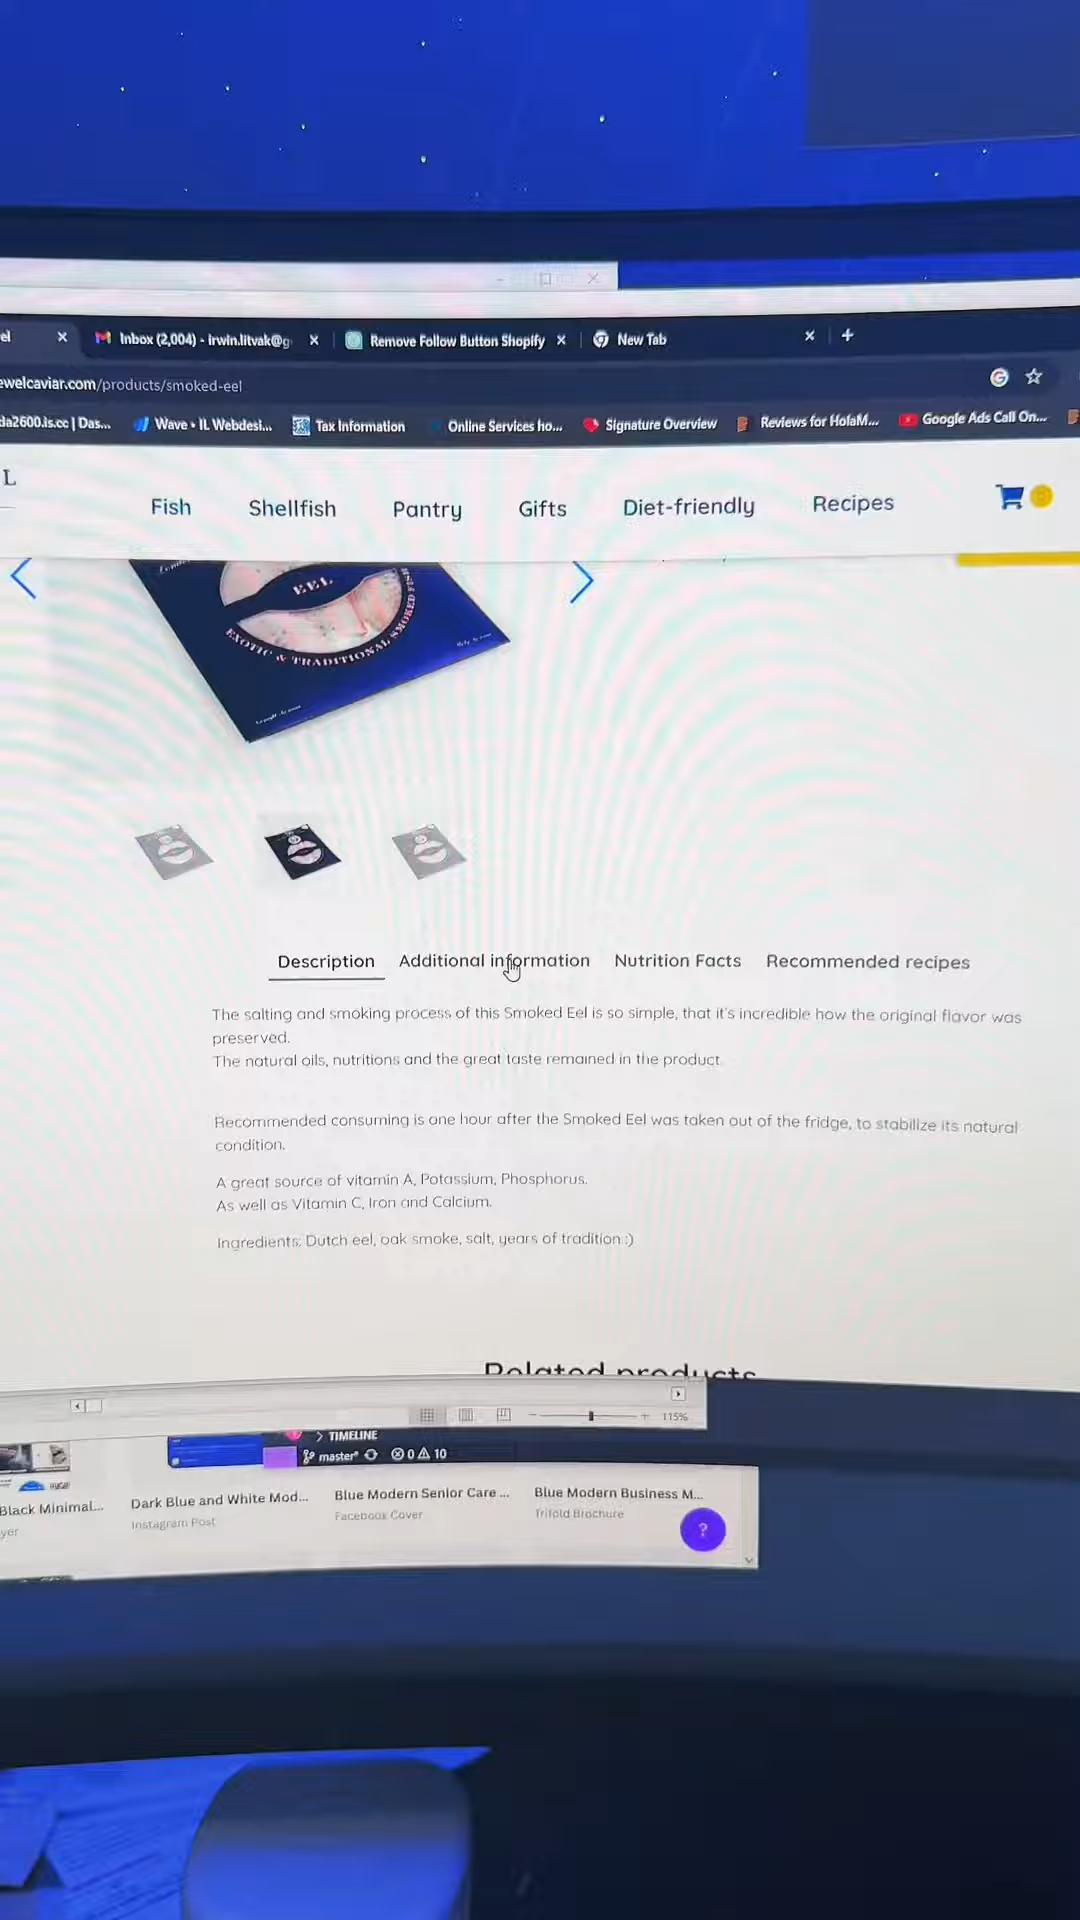 el
Inbox (2,004) - irwin.litvak@g
Remove Follow Button Shopify
New Tab
ewelcaviar.com/products/smoked-eel
da2600.is.cc | Das...
Wave • IL Webdesi...
Tax Information
Online Services ho...
Signature Overview
Reviews for HolaM...
Google Ads Call On...
L
Fish
Shellfish
Pantry
Gifts
Diet-friendly
Recipes
EEL
EXOTIC & TRADITIONAL SMOKED FISH
Description
Additional information
Nutrition Facts
Recommended recipes
The salting and smoking process of this Smoked Eel is so simple, that it's incredible how the original flavor was
preserved.
The natural oils, nutritions and the great taste remained in the product.
Recommended consuming is one hour after the Smoked Eel was taken out of the fridge, to stabilize its natural
condition.
A great source of vitamin A, Potassium, Phosphorus.
As well as Vitamin C, Iron and Calcium.
Ingredients: Dutch eel, oak smoke, salt, years of tradition :)
Related products
115%
TIMELINE
master* 0 10
Black Minimal...
yer
Dark Blue and White Mod...
Instagram Post
Blue Modern Senior Care ...
Facebook Cover
Blue Modern Business M...
Trifold Brochure
?